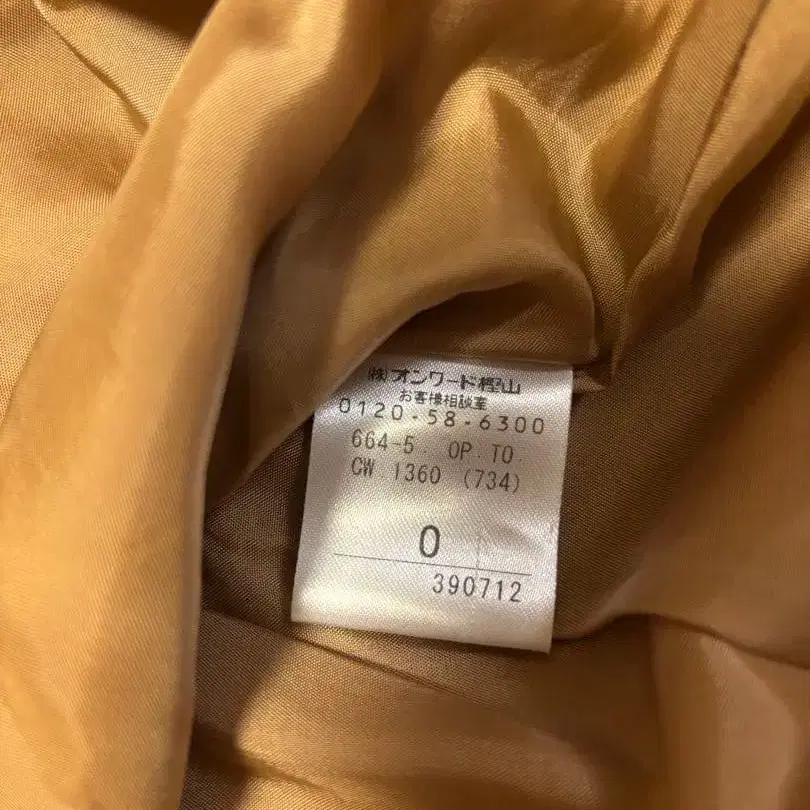 ㈱オンワード樫山
お客様相談室
0120-58-6300
664-5. OP.TO.
CW.1360 (734)
0
390712